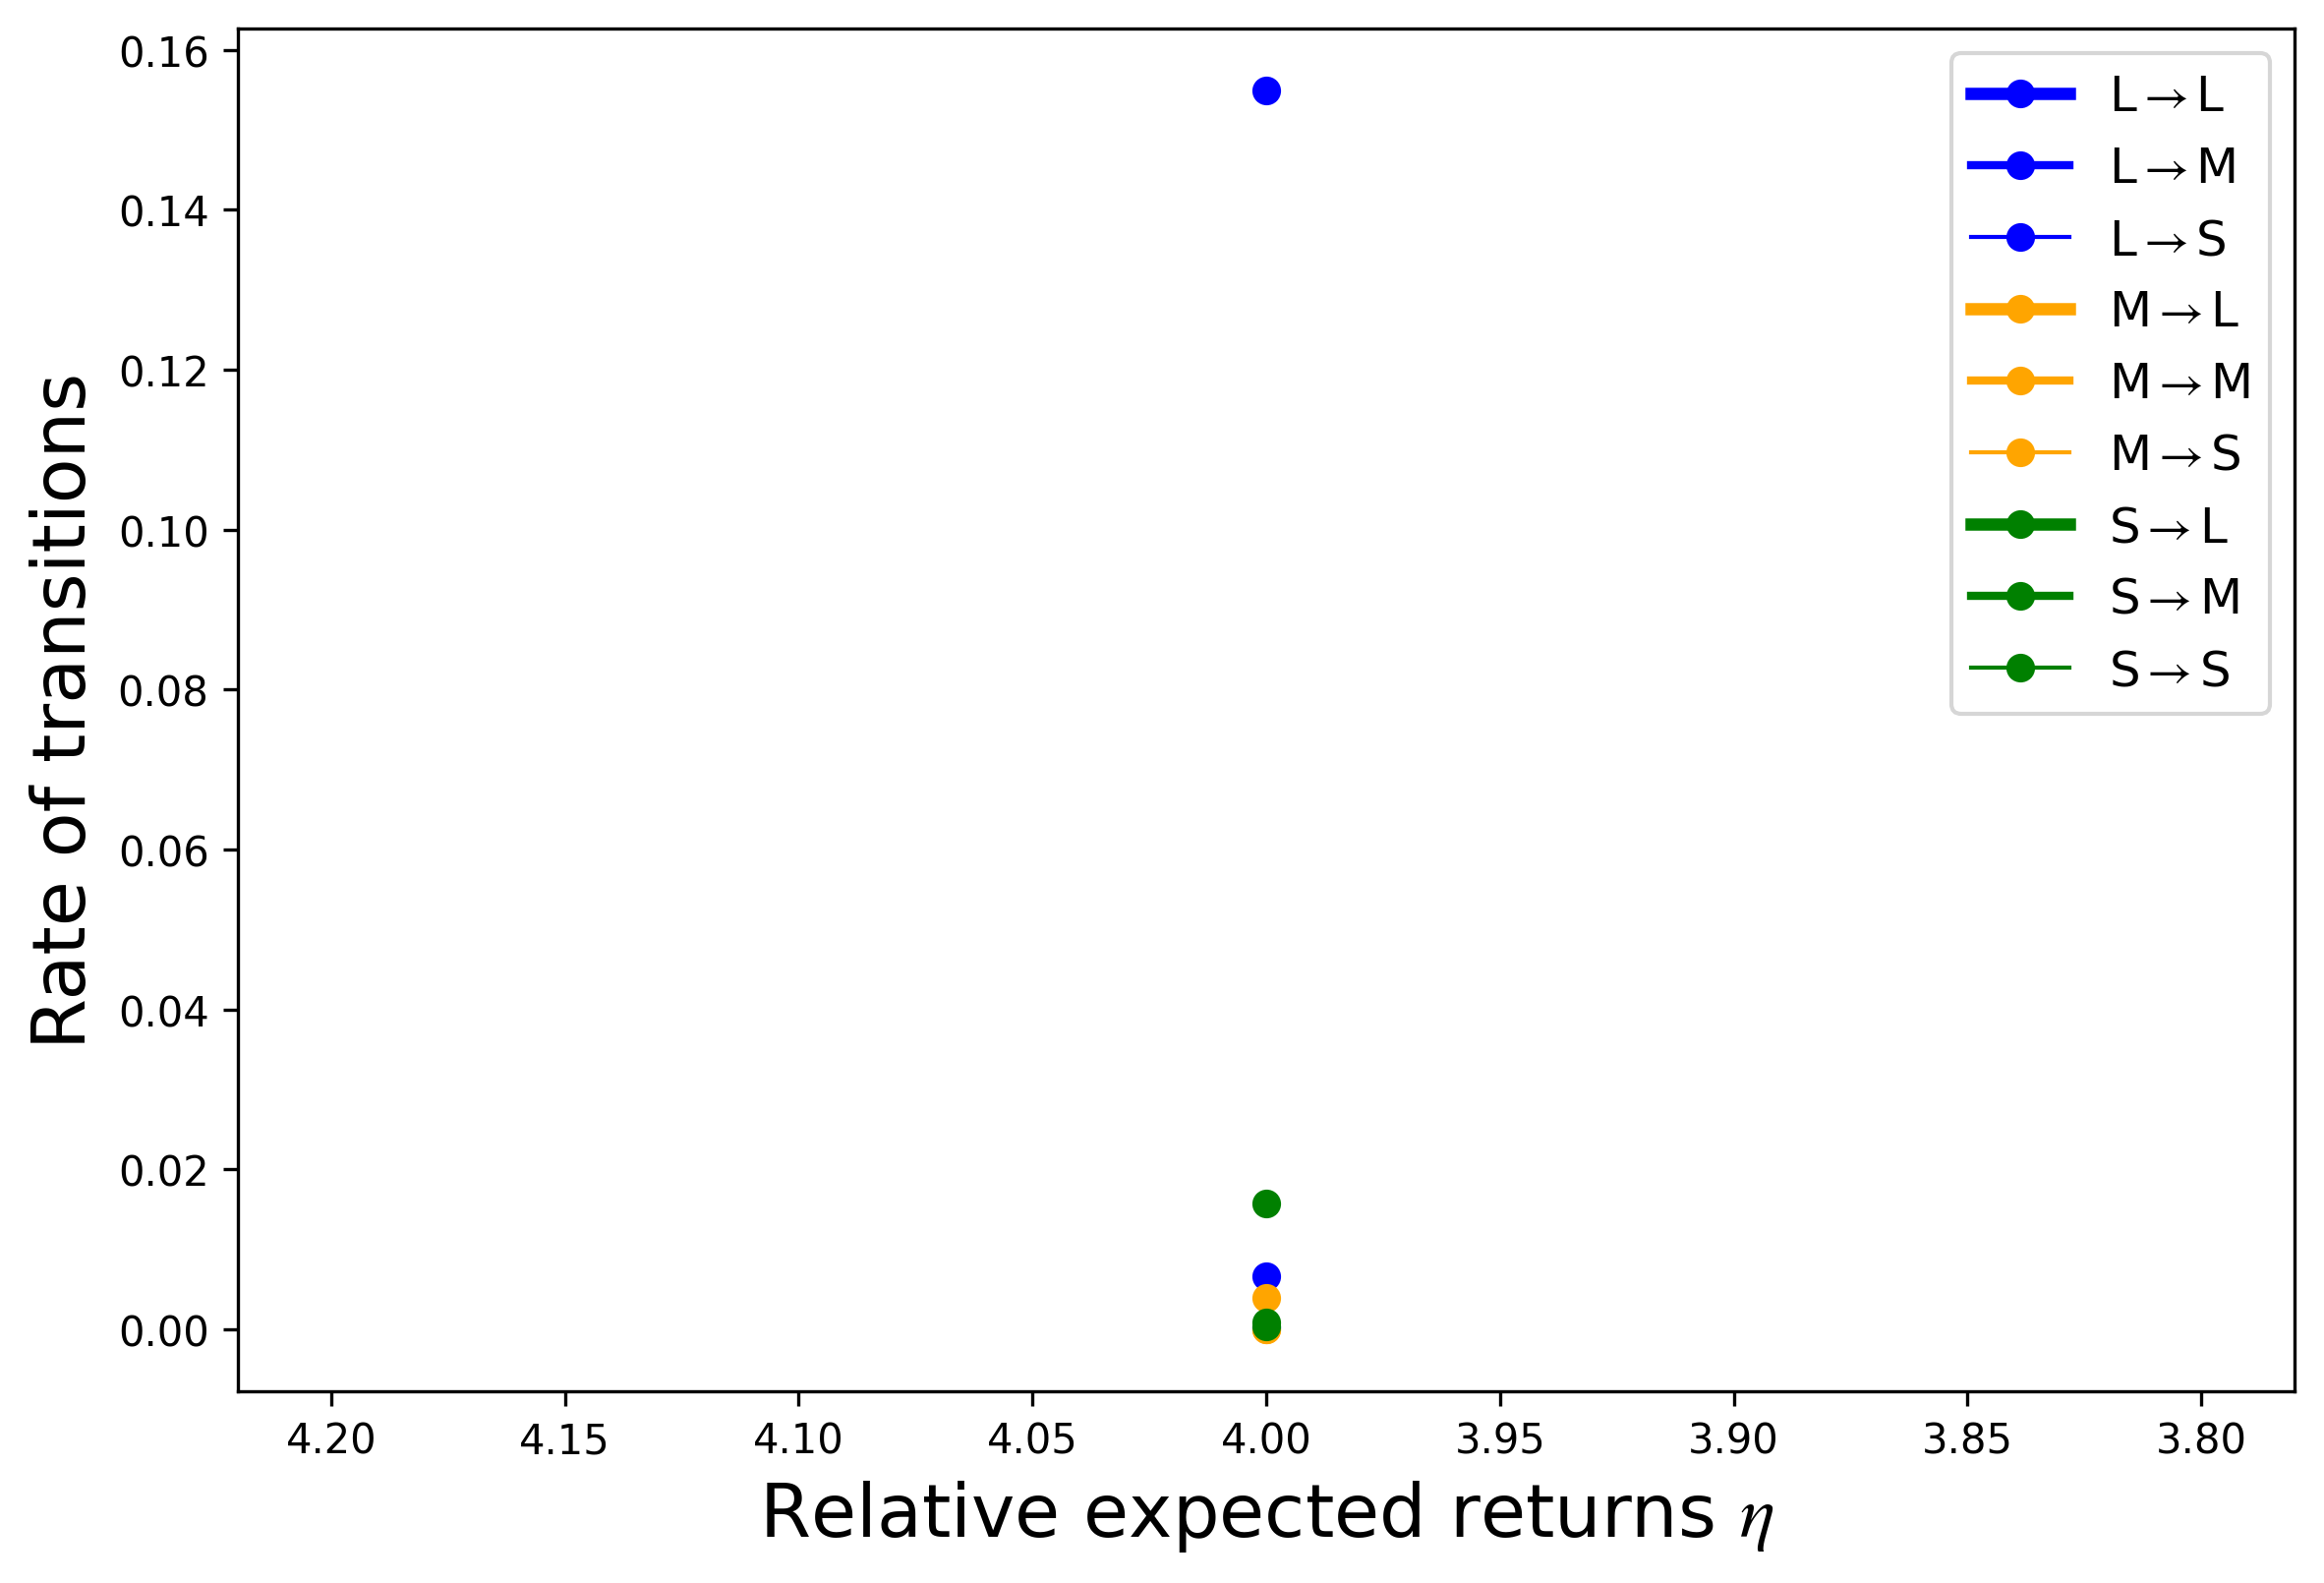 0.16
0.14
0.12
0.10
0.08
0.06
0.04
0.02
0.00
Rate of transitions
4.20 4.15 4.10 4.05 4.00 3.95 3.90 3.85 3.80
Relative expected returns η
L→L
L→M
L→S
M→L
M→M
M→S
S→L
S→M
S→S